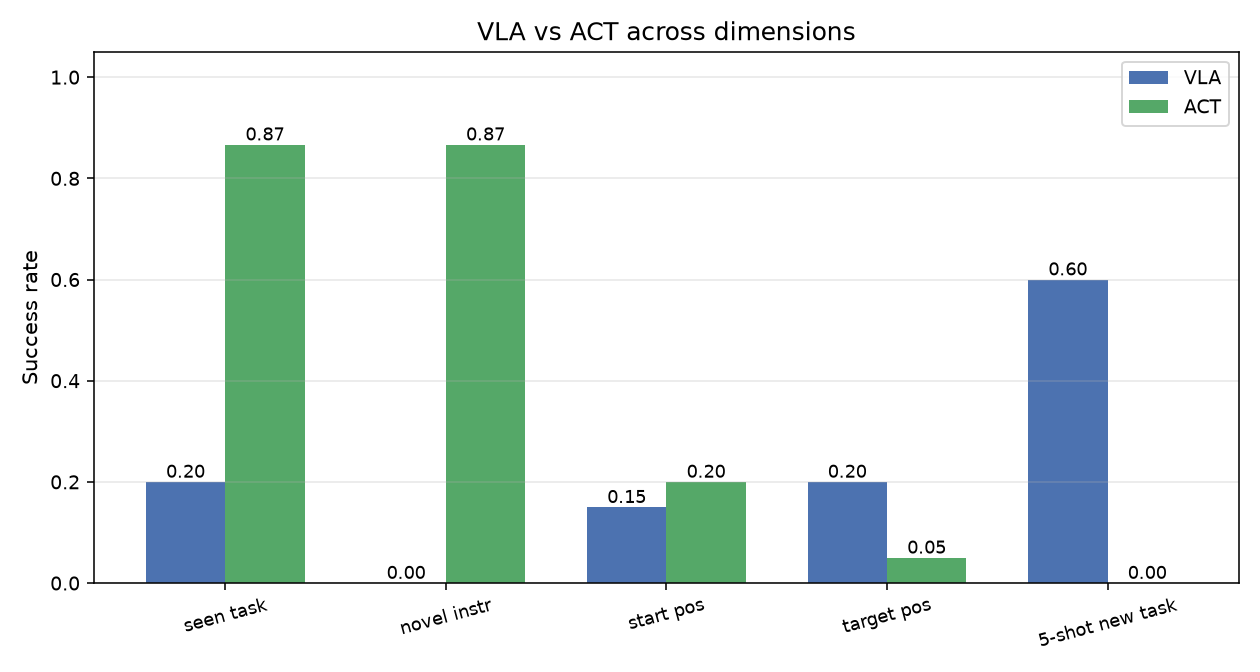 VLA vs ACT across dimensions
VLA
ACT
Success rate
1.0
0.8
0.6
0.4
0.2
0.0
0.20
0.87
0.00
0.87
0.15
0.20
0.20
0.05
0.60
0.00
seen task
novel instr
start pos
target pos
5-shot new task